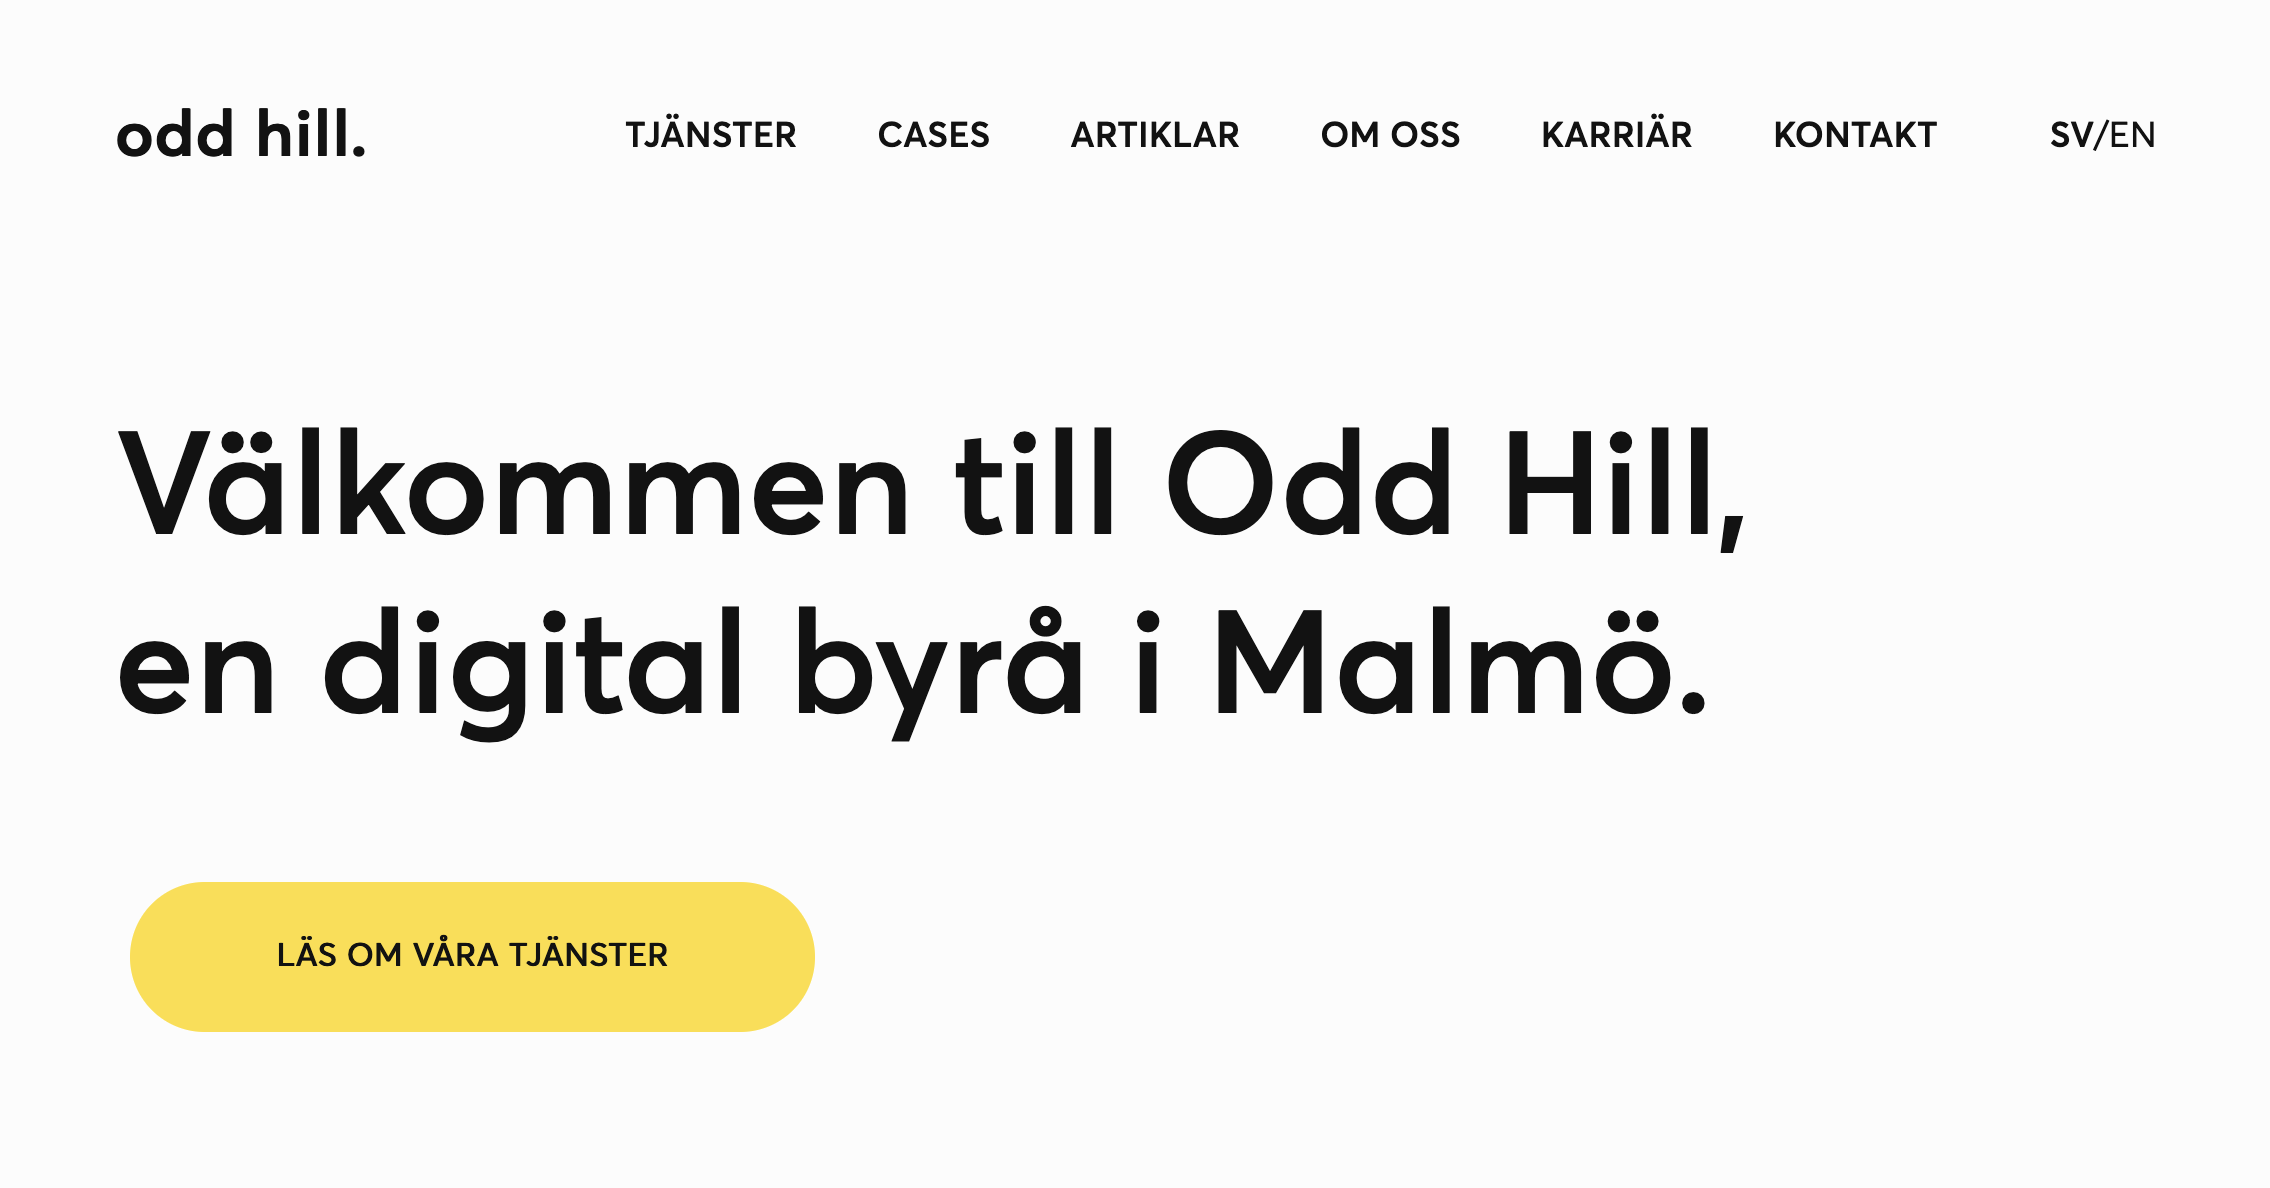 odd hill.
TJÄNSTER CASES ARTIKLAR OM OSS KARRIÄR KONTAKT SV/EN
Välkommen till Odd Hill,
en digital byrå i Malmö.
LÄS OM VÅRA TJÄNSTER